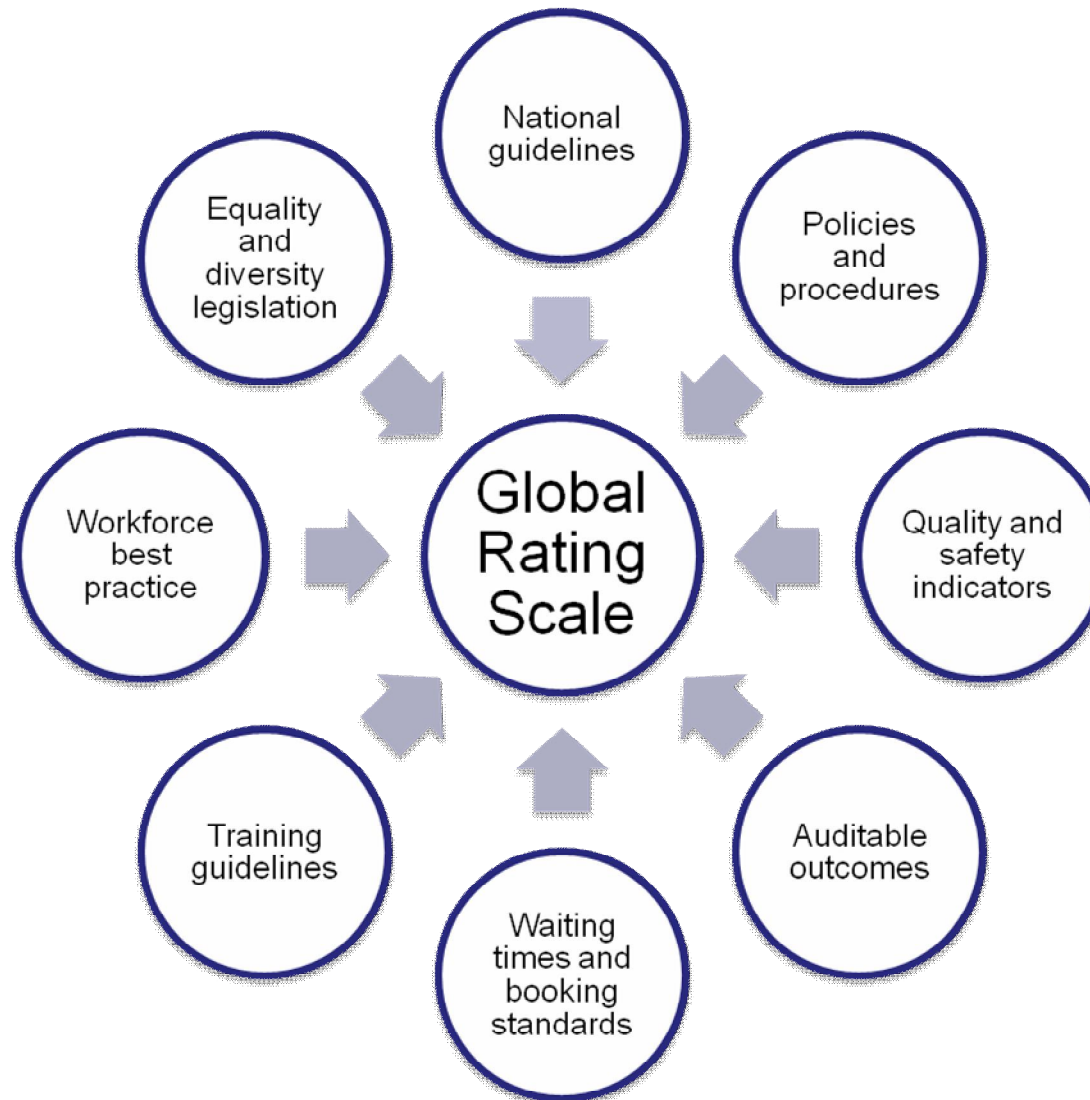 National
guidelines
Policies
and
procedures
Quality and
safety
indicators
Auditable
outcomes
Waiting
times and
booking
standards
Training
guidelines
Workforce
best
practice
Equality
and
diversity
legislation
Global
Rating
Scale